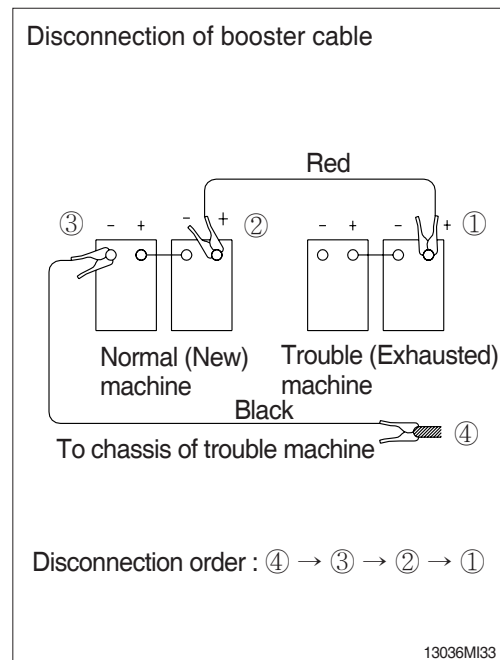 Disconnection of booster cable
Red
③ - + - ② + - + - + ①
Normal (New)
machine
Trouble (Exhausted)
machine
Black
④
To chassis of trouble machine
Disconnection order : ④ → ③ → ② → ①
13036MI33